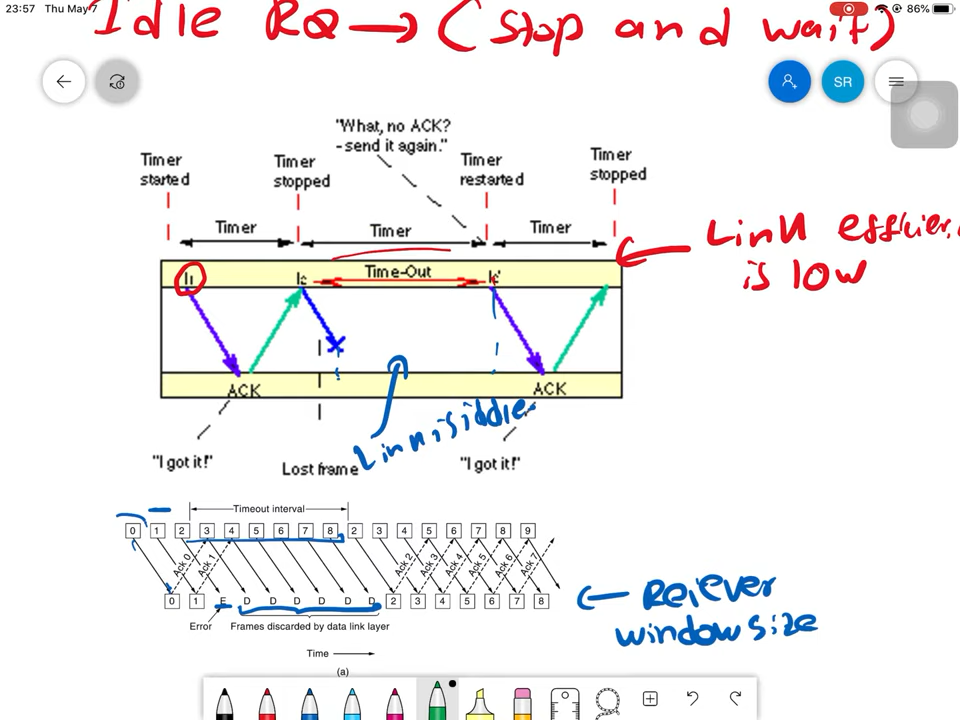 23:57 Thu May 7
86%
Idle RQ → (Stop and wait)
SR
"What, no ACK?
- send it again."
Timer
started
Timer
stopped
Timer
restarted
Timer
stopped
Timer
Timer
Timer
I1
I2
Time-Out
I2'
Link
is low
ACK
ACK
Link is iddle
"I got it!"
Lost frame
"I got it!"
Timeout interval
0 1 2 3 4 5 6 7 8 2 3 4 5 6 7 8 9
Ack 0 Ack 1 Ack 2 Ack 3 Ack 4 Ack 5 Ack 6 Ack 7
0 1 E D D D D D D 2 3 4 5 6 7 8
Error
Frames discarded by data link layer
Reiever
window size
Time
(a)